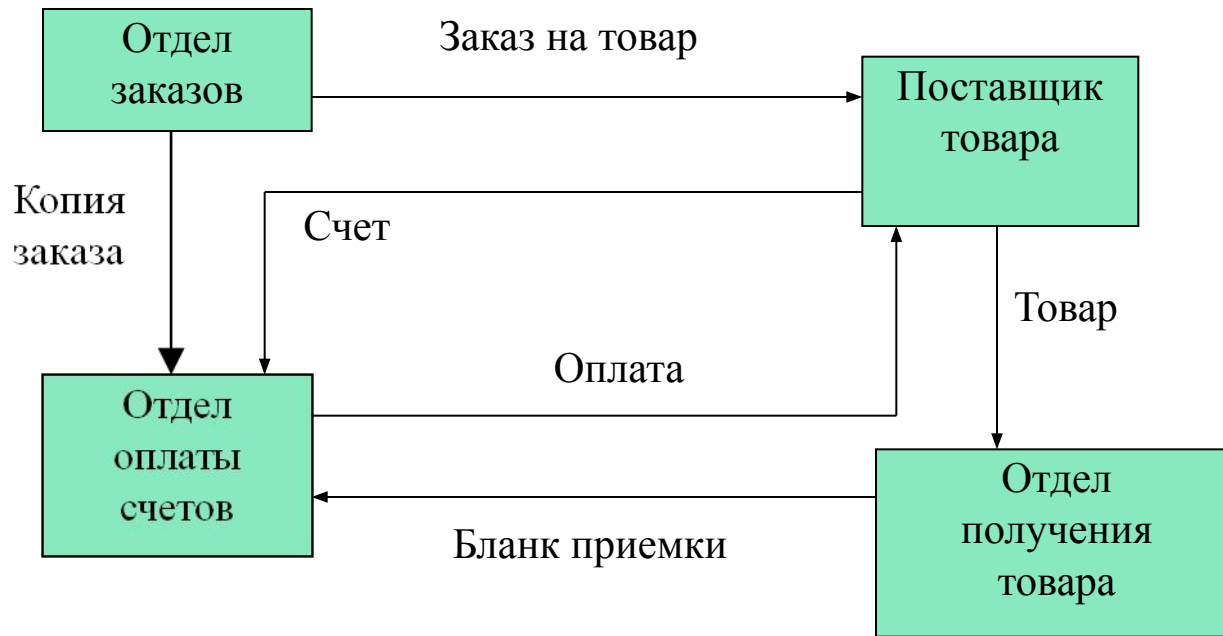 Отдел
заказов
Заказ на товар
Поставщик
товара
Копия
заказа
Счет
Товар
Оплата
Отдел
оплаты
счетов
Отдел
получения
товара
Бланк приемки